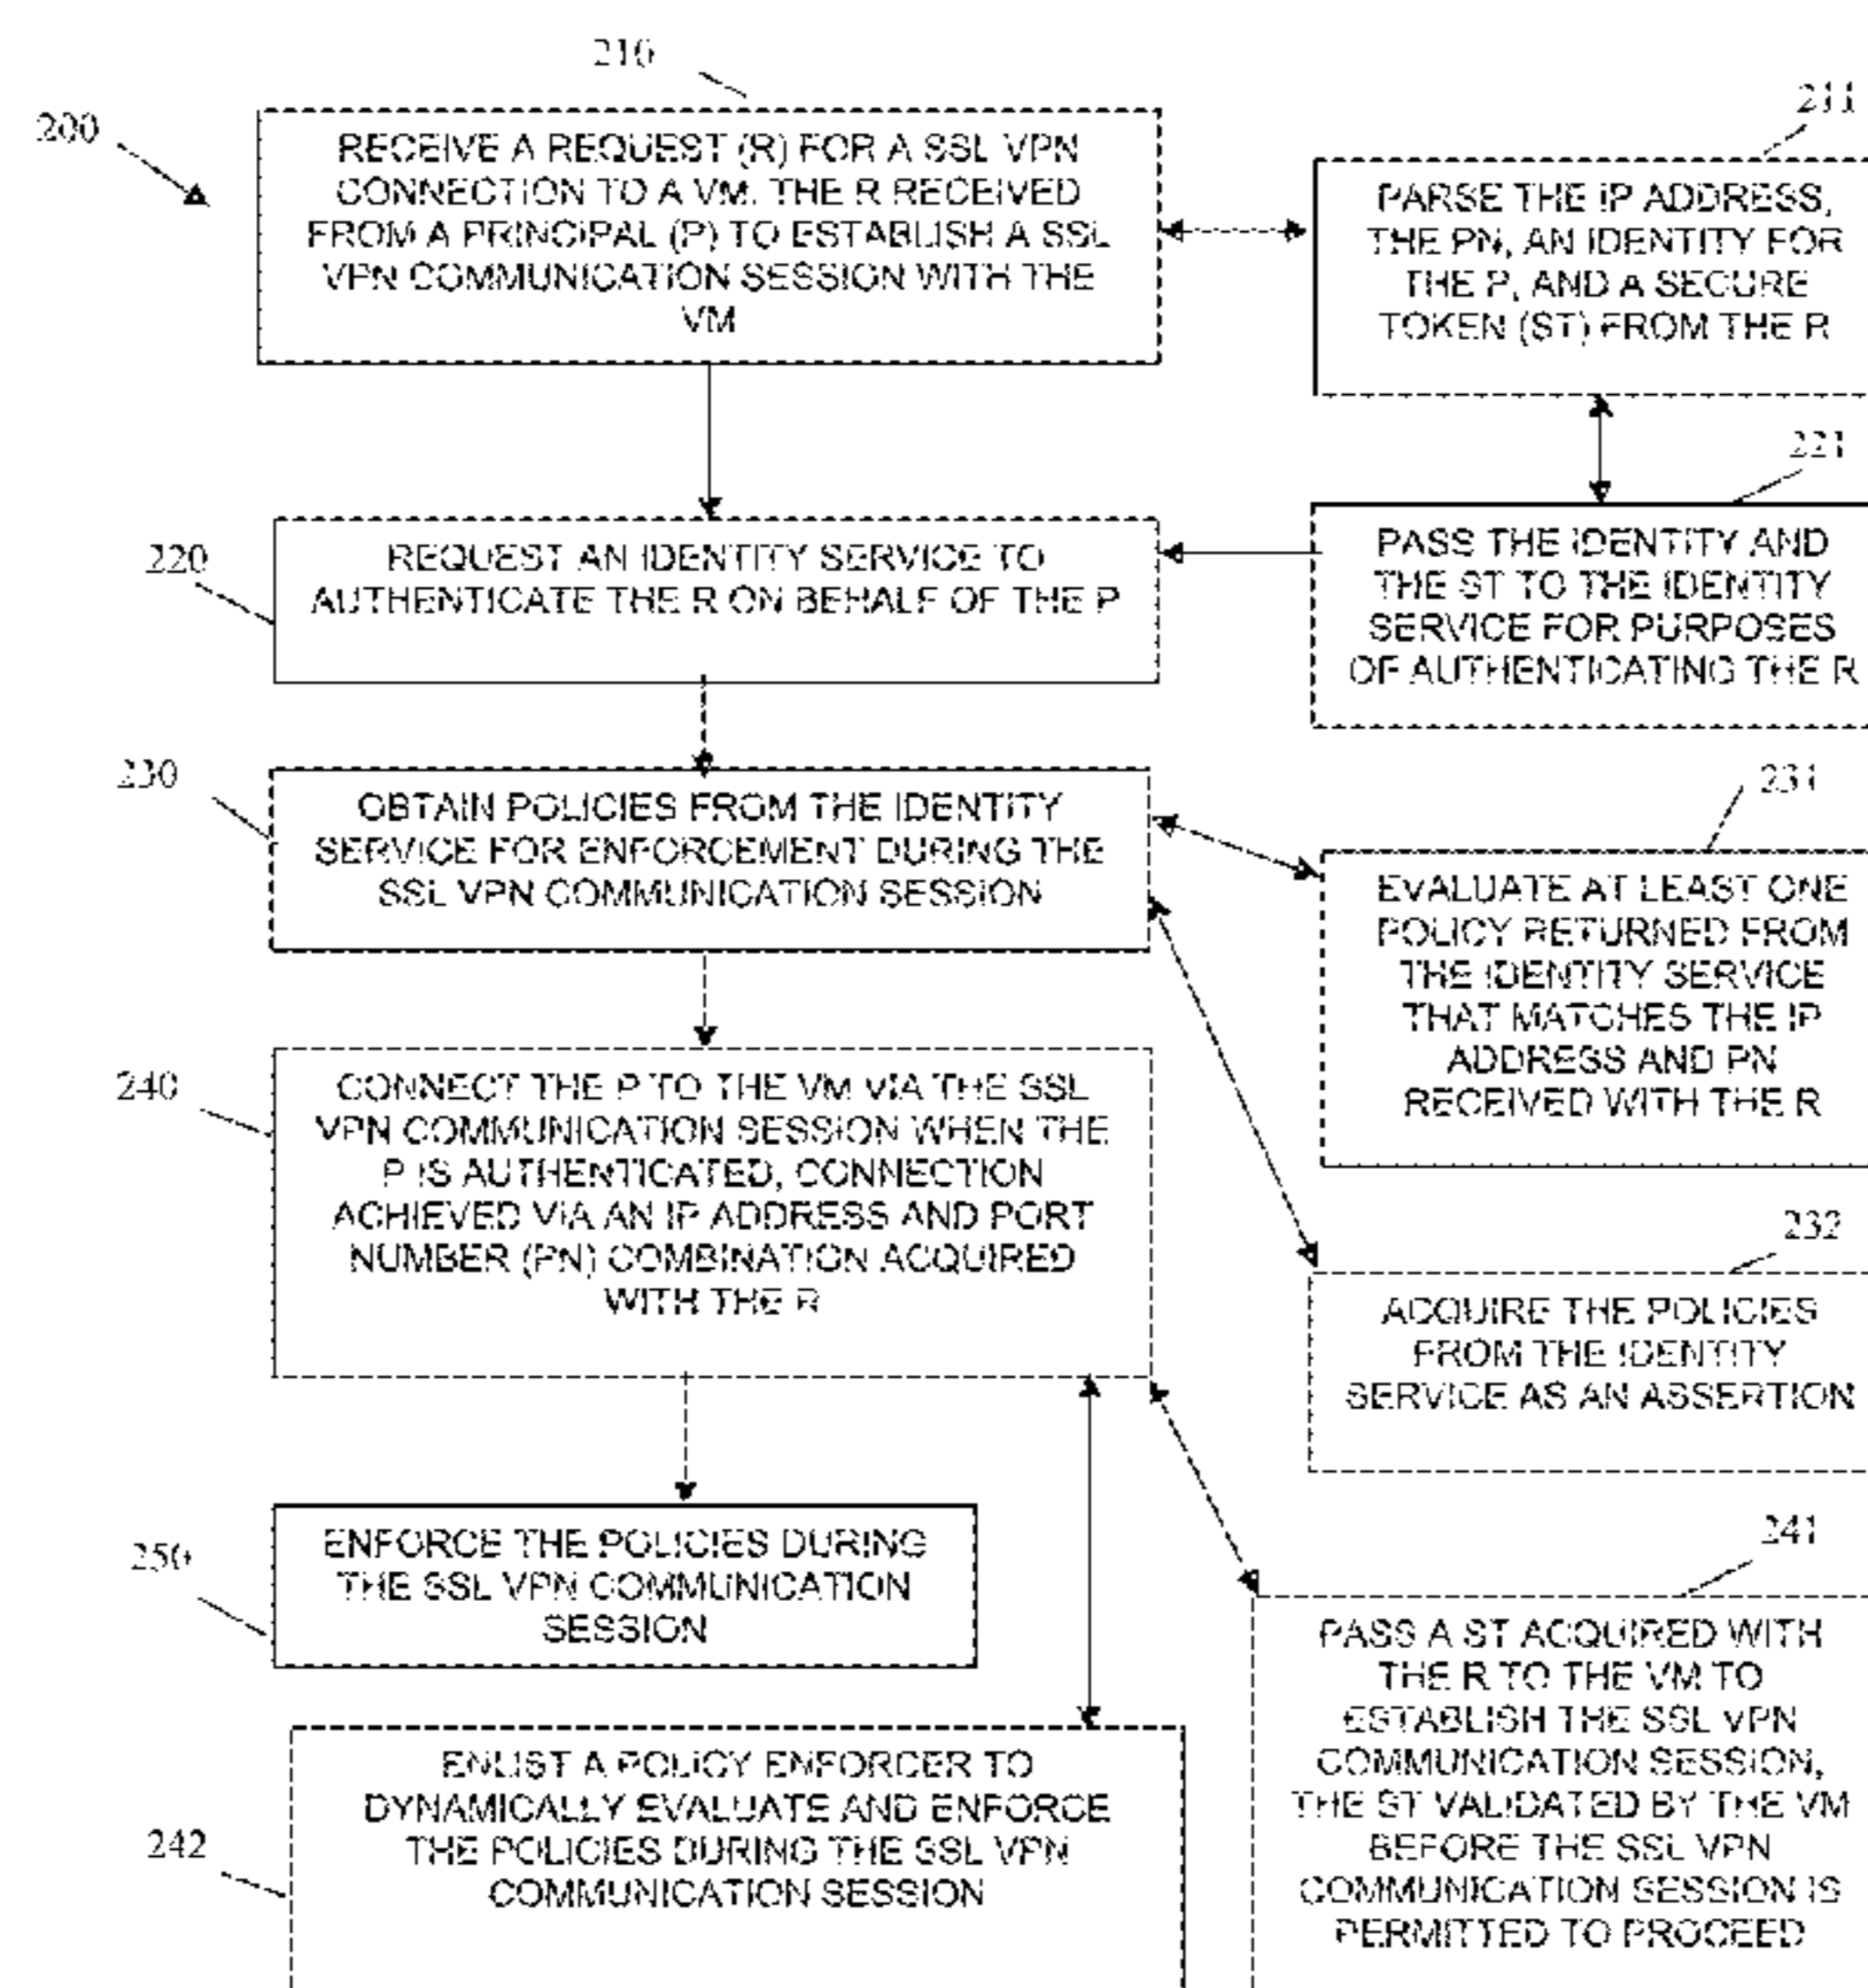 210
200
RECEIVE A REQUEST (R) FOR A SSL VPN
CONNECTION TO A VM. THE R RECEIVED
FROM A PRINCIPAL (P) TO ESTABLISH A SSL
VPN COMMUNICATION SESSION WITH THE
VM
211
PARSE THE IP ADDRESS,
THE PN, AN IDENTITY FOR
THE P, AND A SECURE
TOKEN (ST) FROM THE R
220
REQUEST AN IDENTITY SERVICE TO
AUTHENTICATE THE R ON BEHALF OF THE P
221
PASS THE IDENTITY AND
THE ST TO THE IDENTITY
SERVICE FOR PURPOSES
OF AUTHENTICATING THE R
230
OBTAIN POLICIES FROM THE IDENTITY
SERVICE FOR ENFORCEMENT DURING THE
SSL VPN COMMUNICATION SESSION
231
EVALUATE AT LEAST ONE
POLICY RETURNED FROM
THE IDENTITY SERVICE
THAT MATCHES THE IP
ADDRESS AND PN
RECEIVED WITH THE R
240
CONNECT THE P TO THE VM VIA THE SSL
VPN COMMUNICATION SESSION WHEN THE
P IS AUTHENTICATED, CONNECTION
ACHIEVED VIA AN IP ADDRESS AND PORT
NUMBER (PN) COMBINATION ACQUIRED
WITH THE R
232
ACQUIRE THE POLICIES
FROM THE IDENTITY
SERVICE AS AN ASSERTION
250
ENFORCE THE POLICIES DURING
THE SSL VPN COMMUNICATION
SESSION
241
PASS A ST ACQUIRED WITH
THE R TO THE VM TO
ESTABLISH THE SSL VPN
COMMUNICATION SESSION,
THE ST VALIDATED BY THE VM
BEFORE THE SSL VPN
COMMUNICATION SESSION IS
PERMITTED TO PROCEED
242
ENLIST A POLICY ENFORCER TO
DYNAMICALLY EVALUATE AND ENFORCE
THE POLICIES DURING THE SSL VPN
COMMUNICATION SESSION